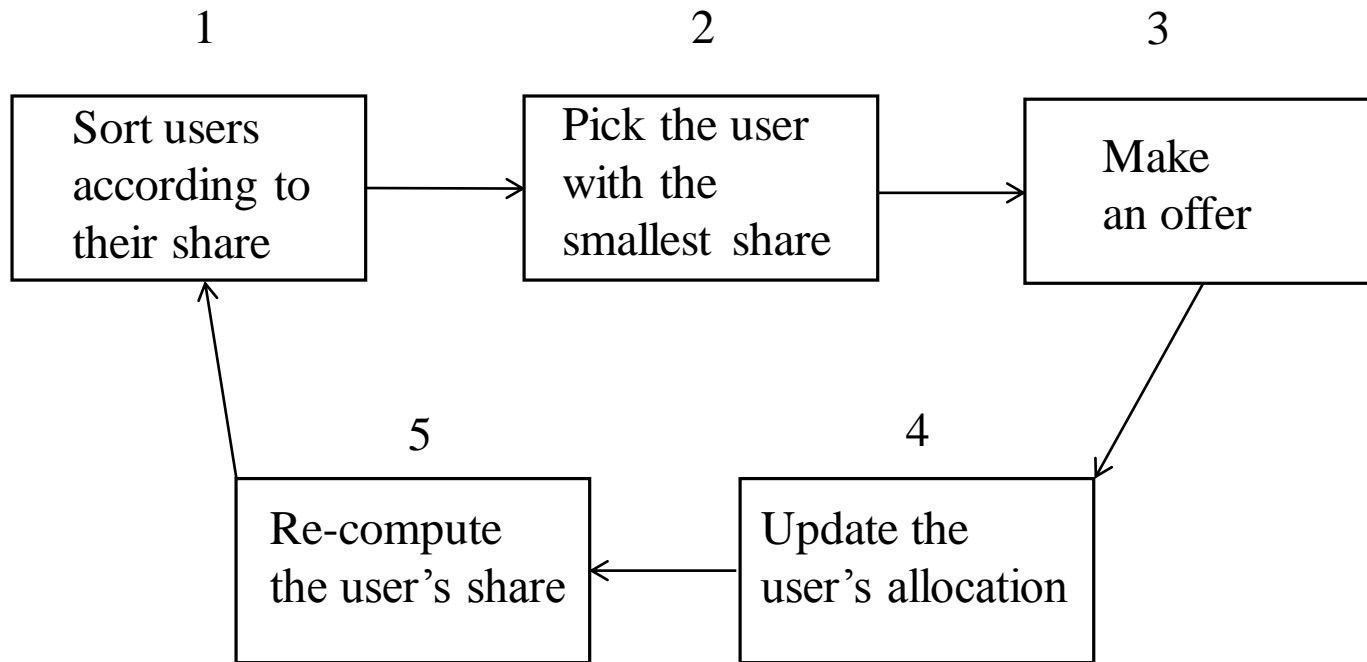 1
Sort users
according to
their share
2
Pick the user
with the
smallest share
3
Make
an offer
4
Update the
user’s allocation
5
Re-compute
the user’s share